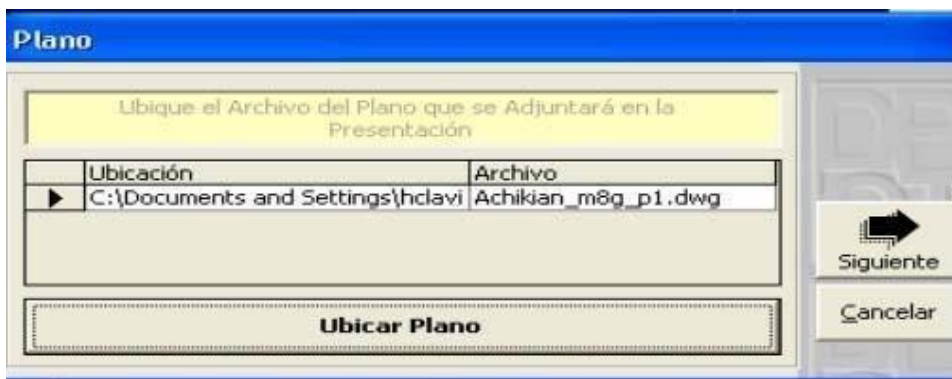 Plano
Ubique el Archivo del Plano que se Adjuntará en la
Presentación
Ubicación Archivo
C:\Documents and Settings\hclavi Achikian_m8g_p1.dwg
Siguiente
Ubicar Plano
Cancelar